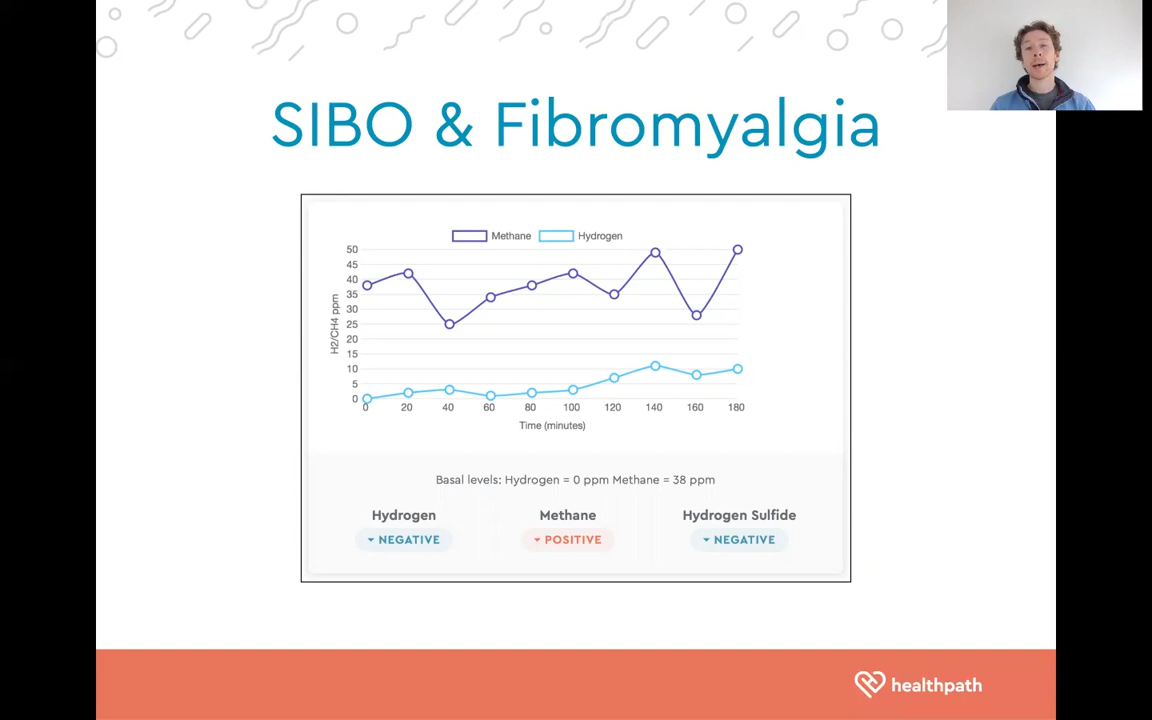 SIBO & Fibromyalgia
Methane Hydrogen
50
45
40
35
30
25
20
15
10
5
0
H2/CH4 ppm
0 20 40 60 80 100 120 140 160 180
Time (minutes)
Basal levels: Hydrogen = 0 ppm Methane = 38 ppm
Hydrogen Methane Hydrogen Sulfide
NEGATIVE POSITIVE NEGATIVE
healthpath